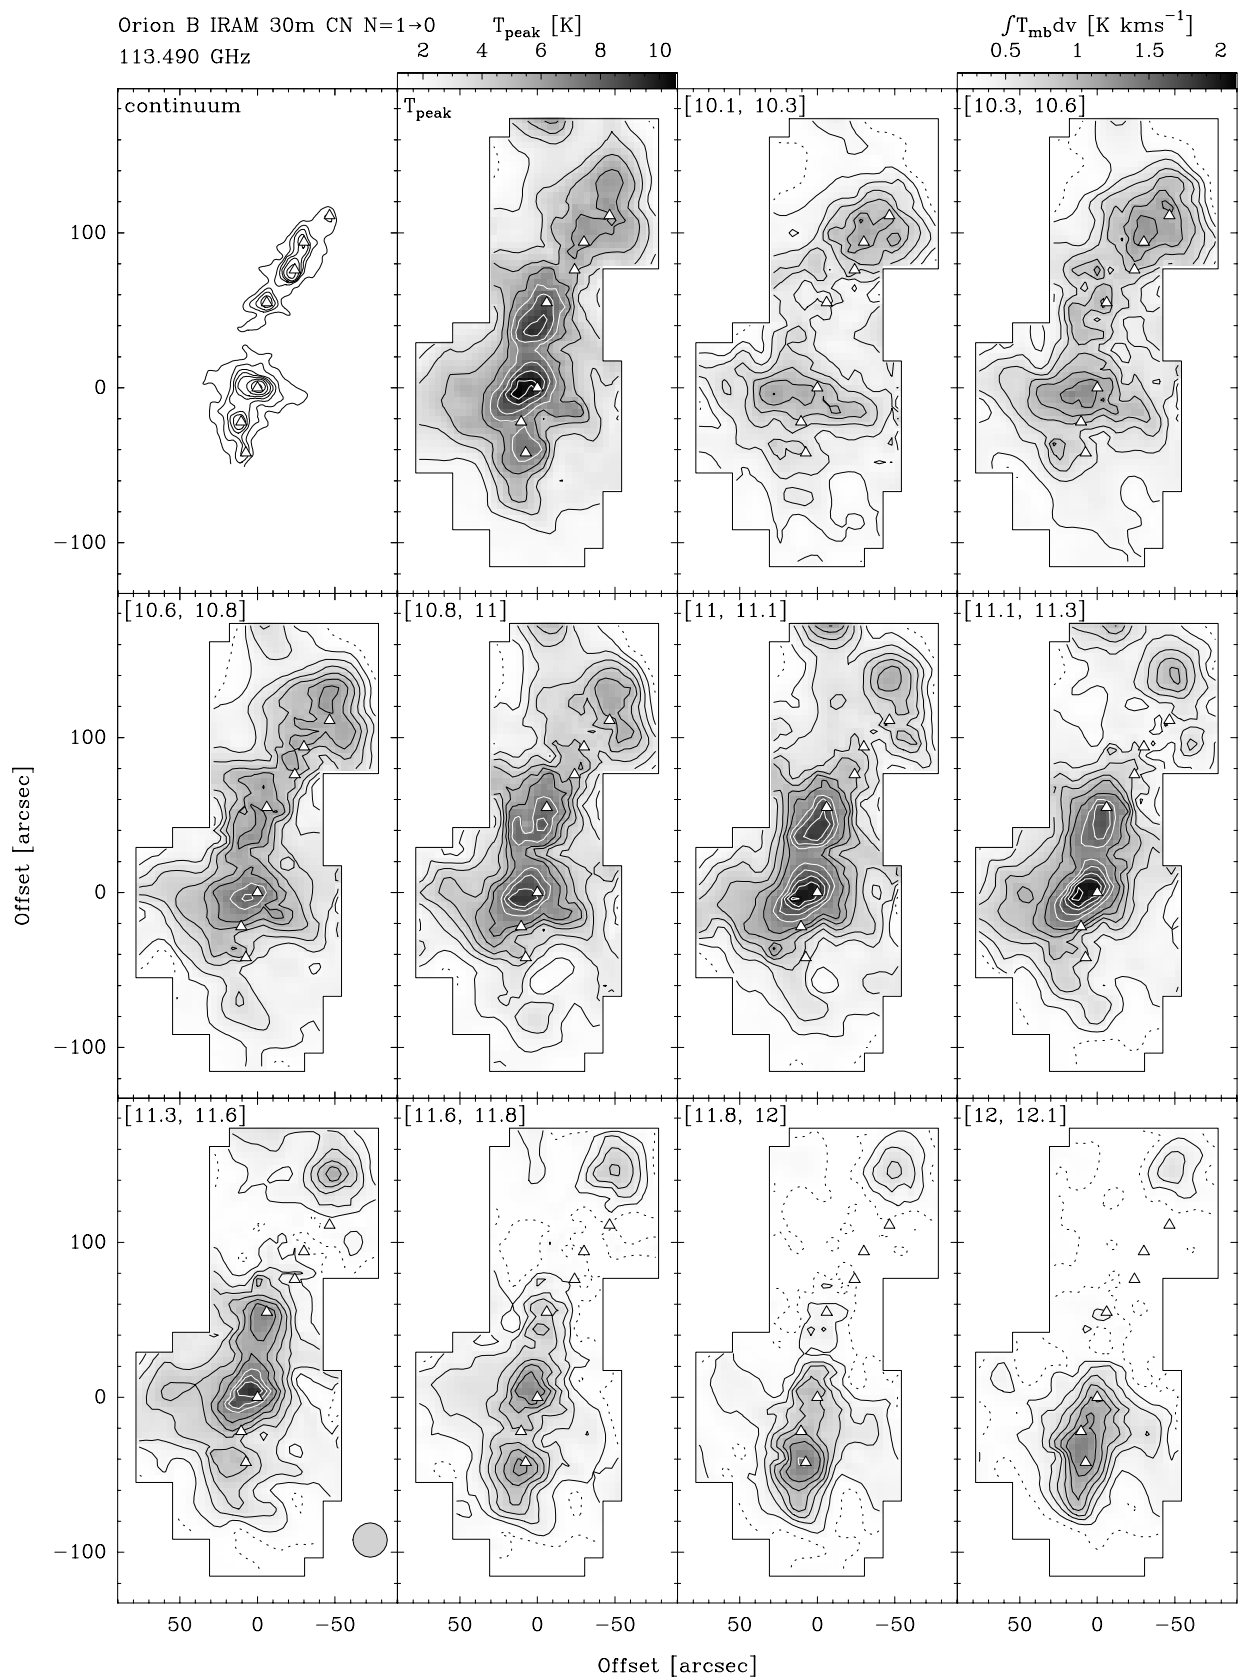 Orion B IRAM 30m CN N=1→0
T_peak [K]
∫T_mb dv [K kms⁻¹]
113.490 GHz
2 4 6 8 10
0.5 1 1.5 2
continuum
T_peak
[10.1, 10.3]
[10.3, 10.6]
100
0
−100
[10.6, 10.8]
[10.8, 11]
[11, 11.1]
[11.1, 11.3]
100
0
−100
Offset [arcsec]
[11.3, 11.6]
[11.6, 11.8]
[11.8, 12]
[12, 12.1]
100
0
−100
50 0 −50 50 0 −50 50 0 −50 50 0 −50
Offset [arcsec]